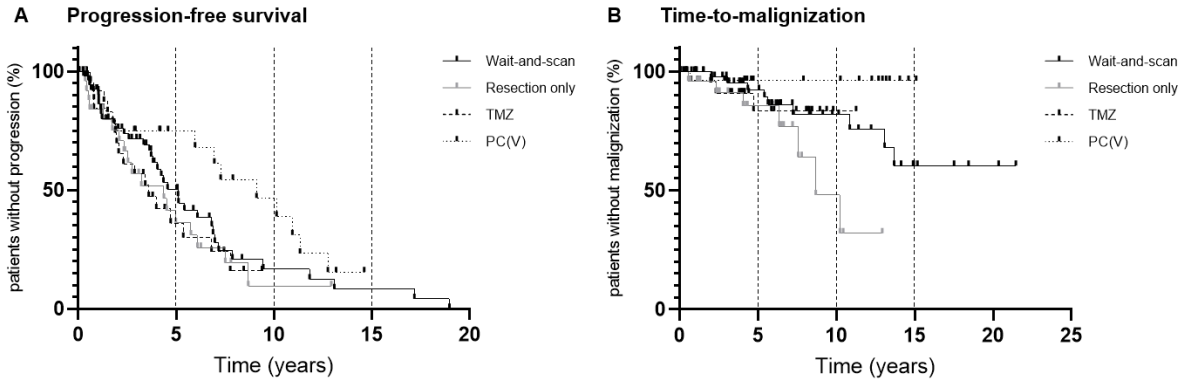 A Progression-free survival
patients without progression (%)
100
50
0
0 5 10 15 20
Time (years)
Wait-and-scan
Resection only
TMZ
PC(V)
B Time-to-malignization
patients without malignization (%)
100
50
0
0 5 10 15 20 25
Time (years)
Wait-and-scan
Resection only
TMZ
PC(V)